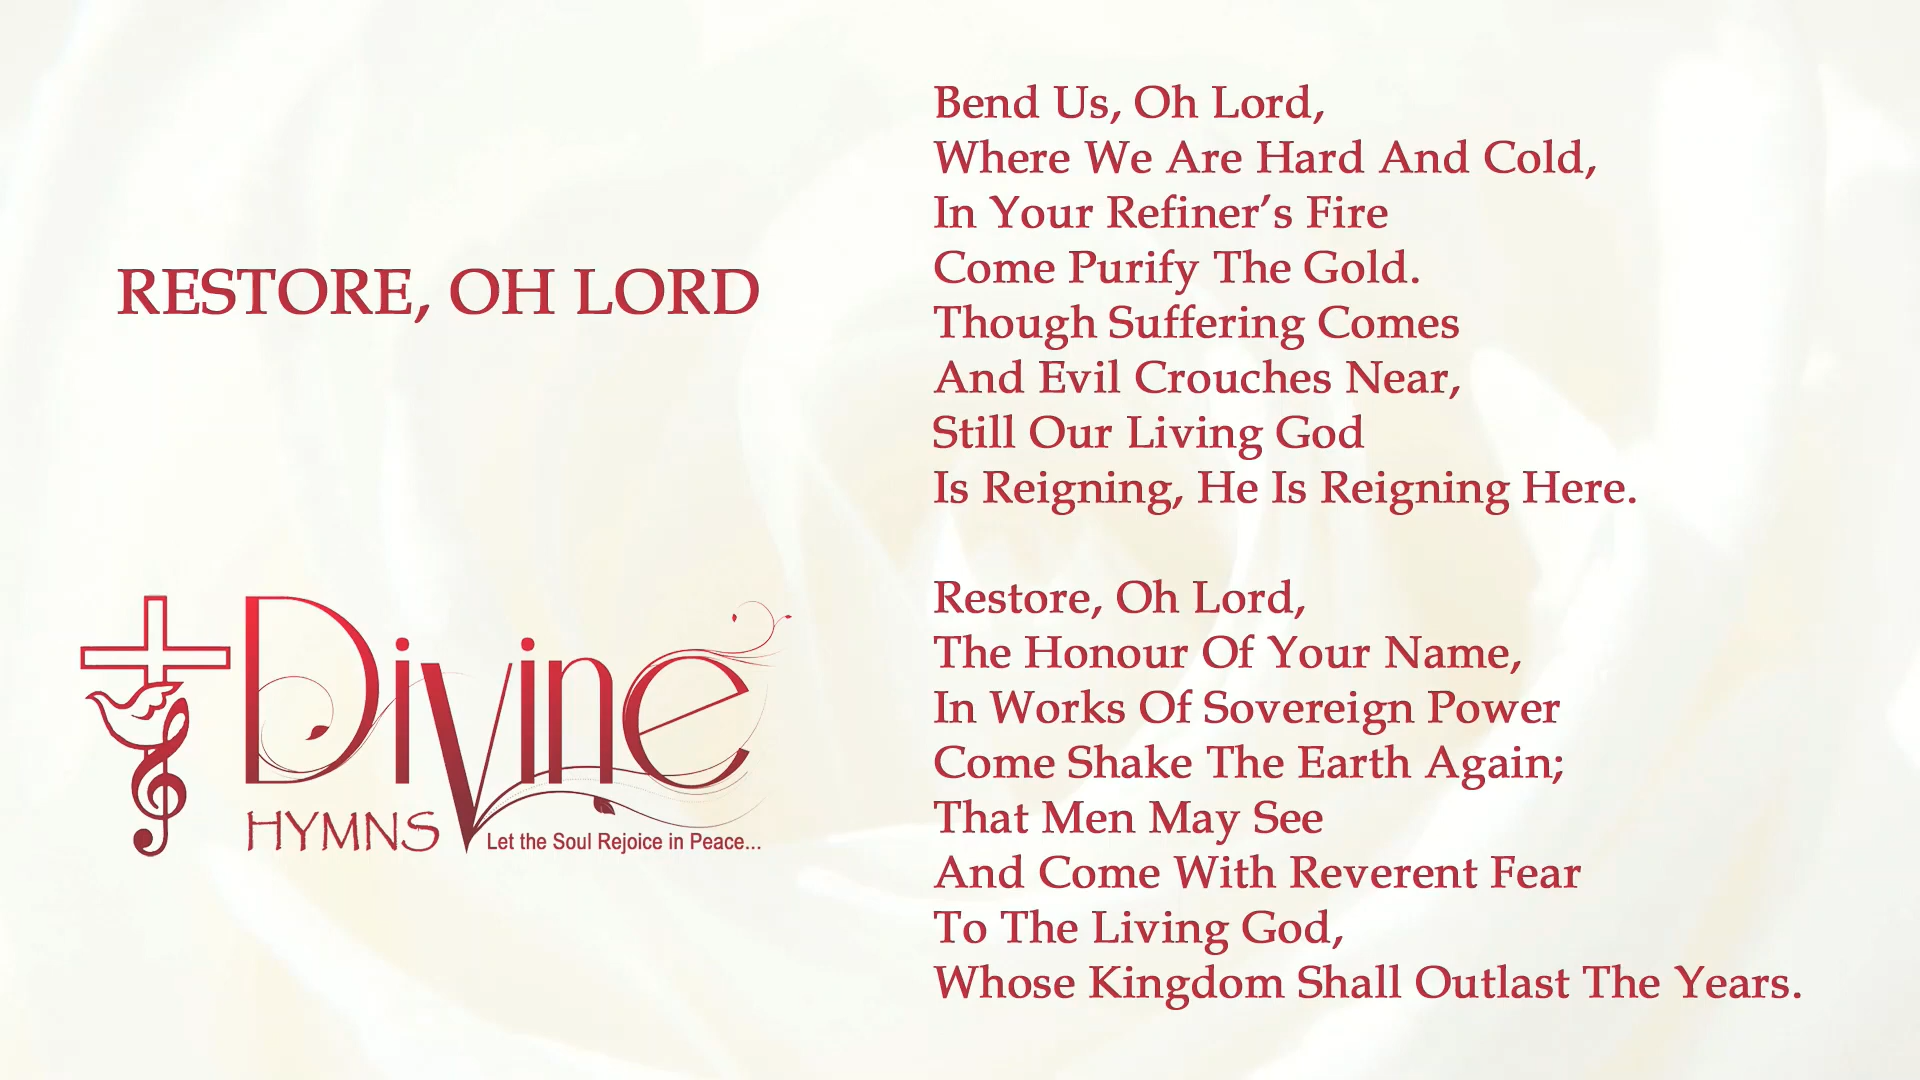 RESTORE, OH LORD
Divine
HYMNS
Let the Soul Rejoice in Peace...
Bend Us, Oh Lord,
Where We Are Hard And Cold,
In Your Refiner’s Fire
Come Purify The Gold.
Though Suffering Comes
And Evil Crouches Near,
Still Our Living God
Is Reigning, He Is Reigning Here.
Restore, Oh Lord,
The Honour Of Your Name,
In Works Of Sovereign Power
Come Shake The Earth Again;
That Men May See
And Come With Reverent Fear
To The Living God,
Whose Kingdom Shall Outlast The Years.